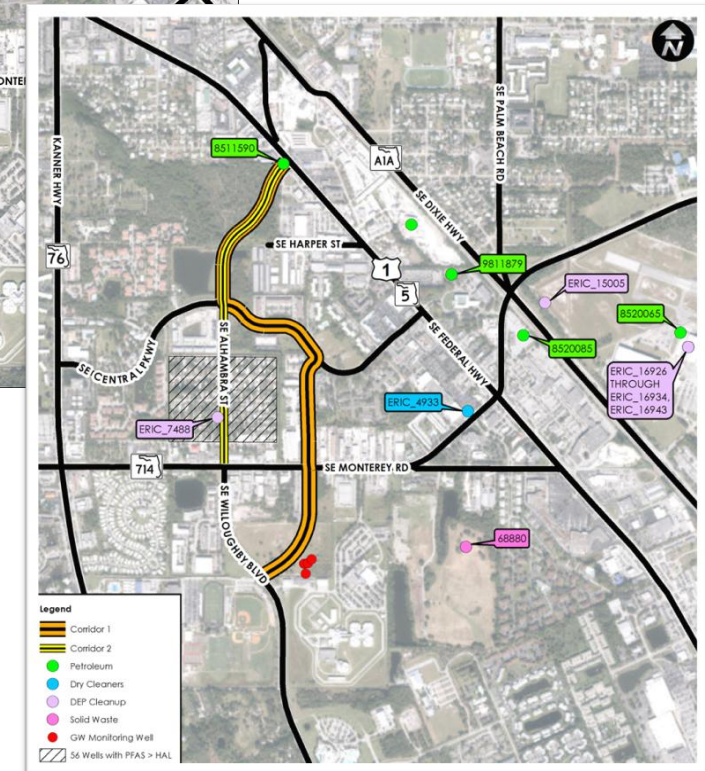 ONTE
N
KANNER HWY
8511590
A1A
SE PALM BEACH RD
SE DIXIE HWY
76
SE HARPER ST
1
5
9811879
ERIC_15005
8520065
SE FEDERAL HWY
8520085
SE CENTRAL PKWY
SE ALHAMBRA ST
ERIC_16926
THROUGH
ERIC_16934,
ERIC_16943
ERIC_4933
ERIC_7488
714
SE MONTEREY RD
SE WILLOUGHBY BLVD
68880
Legend
Corridor 1
Corridor 2
Petroleum
Dry Cleaners
DEP Cleanup
Solid Waste
GW Monitoring Well
56 Wells with PFAS > HAL